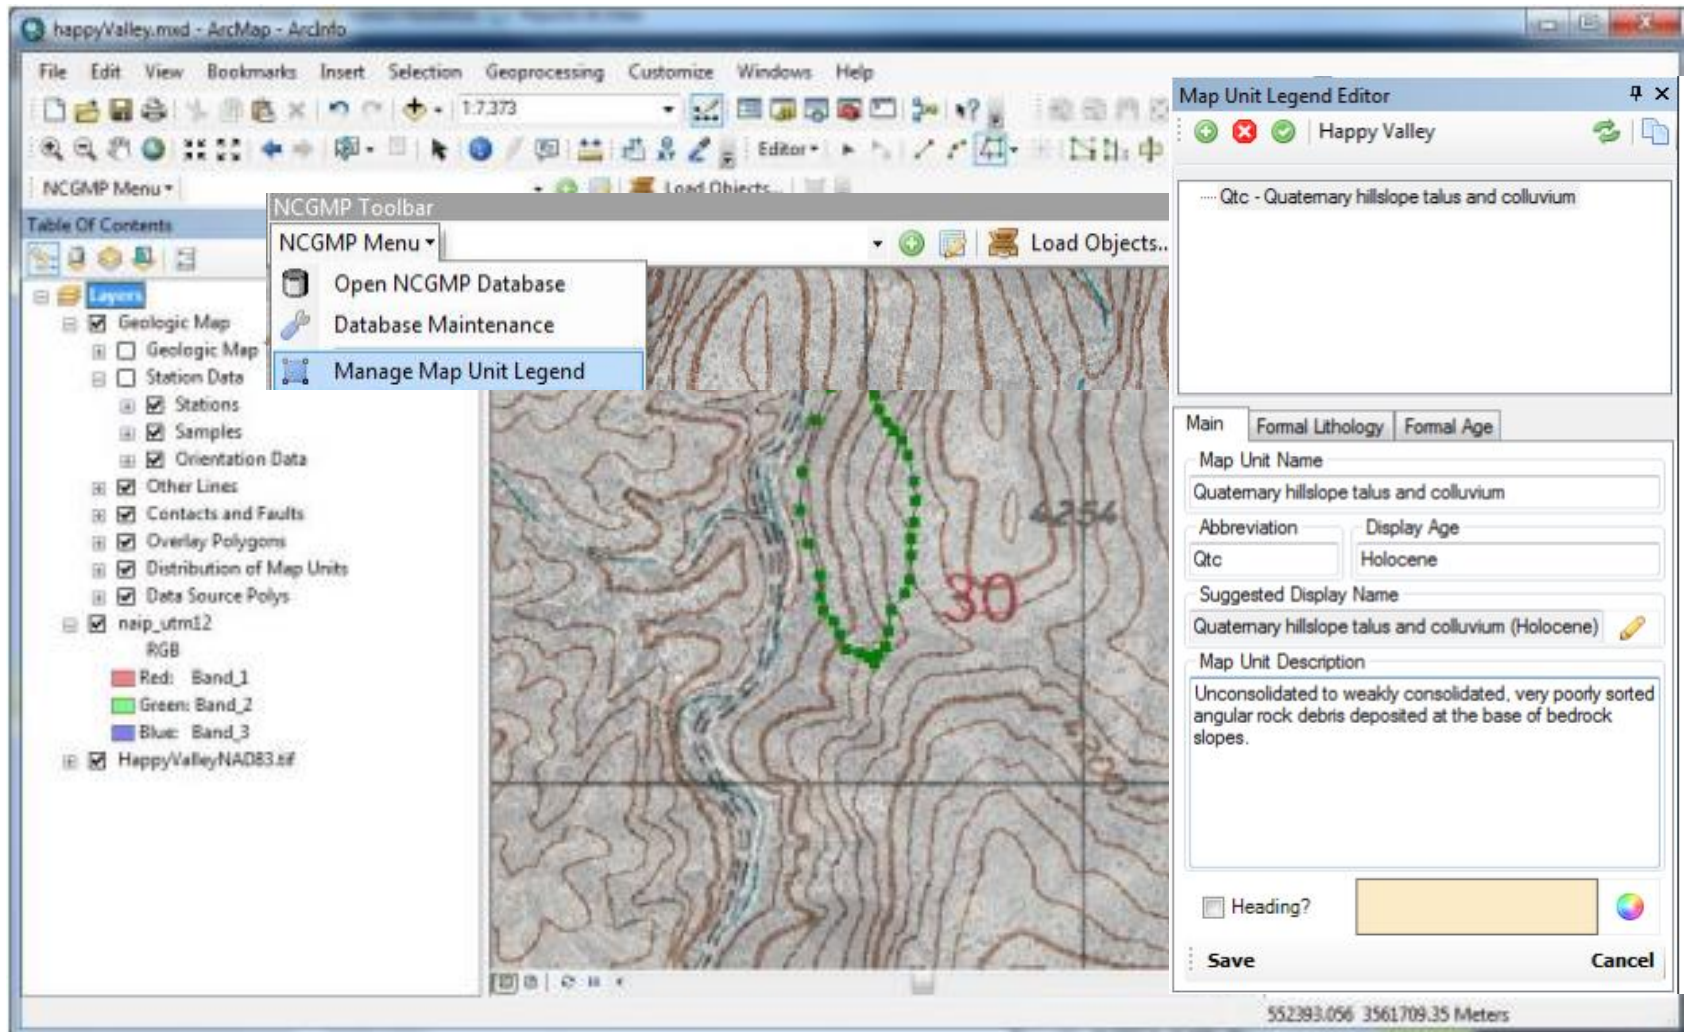 happyValley.mxd - ArcMap - ArcInfo
File Edit View Bookmarks Insert Selection Geoprocessing Customize Windows Help
1:7,373
Editor
NCGMP Menu
Load Objects...
Table Of Contents
Layers
Geologic Map
Geologic Map
Station Data
Stations
Samples
Orientation Data
Other Lines
Contacts and Faults
Overlay Polygons
Distribution of Map Units
Data Source Polys
naip_utm12
RGB
Red: Band_1
Green: Band_2
Blue: Band_3
HappyValleyNAD83.tif
NCGMP Toolbar
NCGMP Menu
Load Objects...
Open NCGMP Database
Database Maintenance
Manage Map Unit Legend
4254
30
4200
Map Unit Legend Editor
Happy Valley
Qtc - Quaternary hillslope talus and colluvium
Main Formal Lithology Formal Age
Map Unit Name
Quaternary hillslope talus and colluvium
Abbreviation Display Age
Qtc Holocene
Suggested Display Name
Quaternary hillslope talus and colluvium (Holocene)
Map Unit Description
Unconsolidated to weakly consolidated, very poorly sorted
angular rock debris deposited at the base of bedrock
slopes.
Heading?
Save Cancel
552393.056 3561709.35 Meters